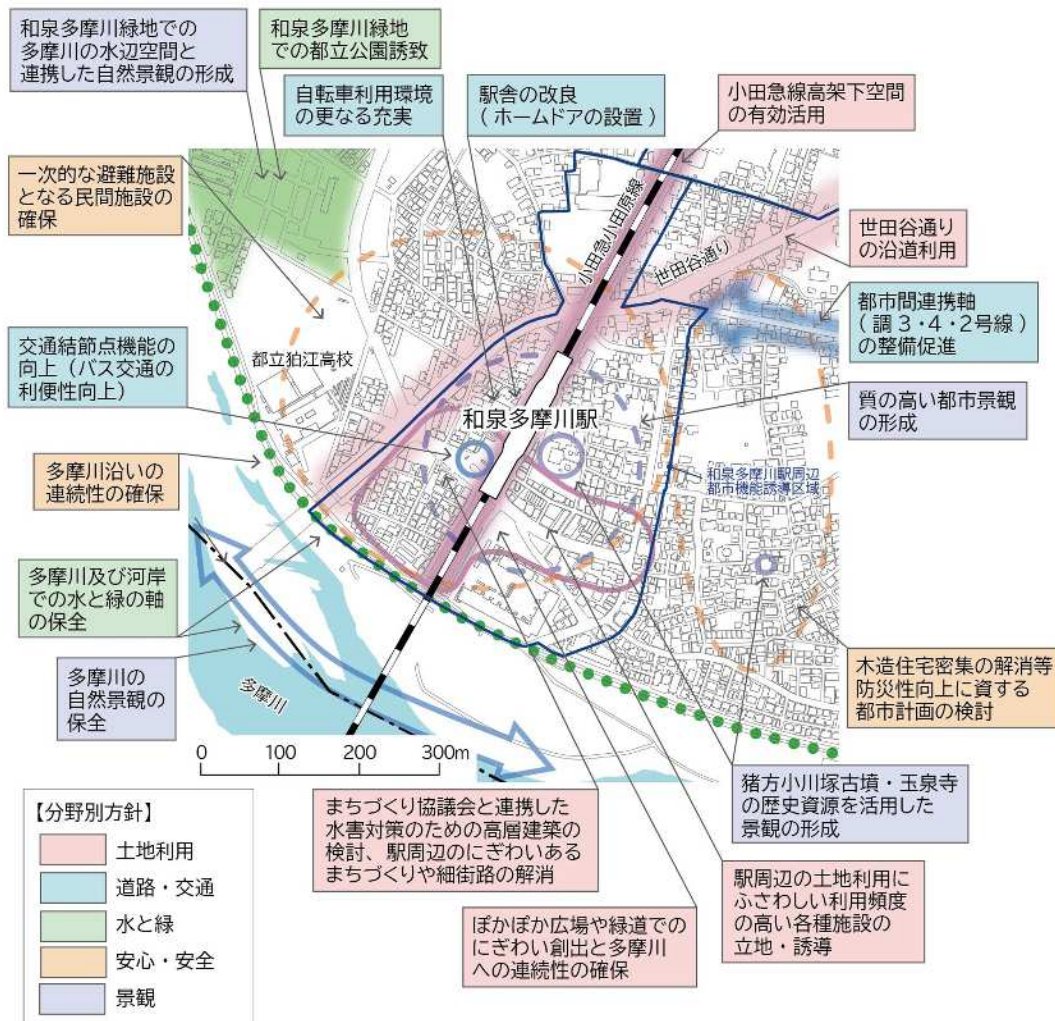 和泉多摩川緑地での
多摩川の水辺空間と
連携した自然景観の形成
和泉多摩川緑地
での都立公園誘致
自転車利用環境
の更なる充実
駅舎の改良
（ホームドアの設置）
小田急線高架下空間
の有効活用
一次的な避難施設
となる民間施設の
確保
小田急小田原線
世田谷通り
世田谷通り
の沿道利用
都市間連携軸
（調３・４・２号線）
の整備促進
交通結節点機能の
向上（バス交通の
利便性向上）
都立狛江高校
和泉多摩川駅
質の高い都市景観
の形成
和泉多摩川駅周辺
都市機能誘導区域
多摩川沿いの
連続性の確保
多摩川及び河岸
での水と緑の軸
の保全
多摩川の
自然景観の
保全
多摩川
木造住宅密集の解消等
防災性向上に資する
都市計画の検討
0 100 200 300m
猪方小川塚古墳・玉泉寺
の歴史資源を活用した
景観の形成
まちづくり協議会と連携した
水害対策のための高層建築の
検討、駅周辺のにぎわいある
まちづくりや細街路の解消
駅周辺の土地利用に
ふさわしい利用頻度
の高い各種施設の
立地・誘導
ぽかぽか広場や緑道での
にぎわい創出と多摩川
への連続性の確保
【分野別方針】
土地利用
道路・交通
水と緑
安心・安全
景観